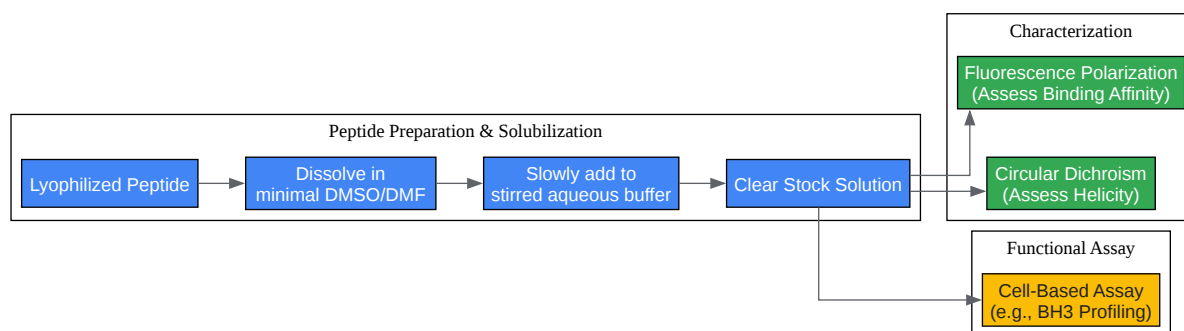 Peptide Preparation & Solubilization
Lyophilized Peptide
Dissolve in
minimal DMSO/DMF
Slowly add to
stirred aqueous buffer
Clear Stock Solution
Characterization
Fluorescence Polarization
(Assess Binding Affinity)
Circular Dichroism
(Assess Helicity)
Functional Assay
Cell-Based Assay
(e.g., BH3 Profiling)